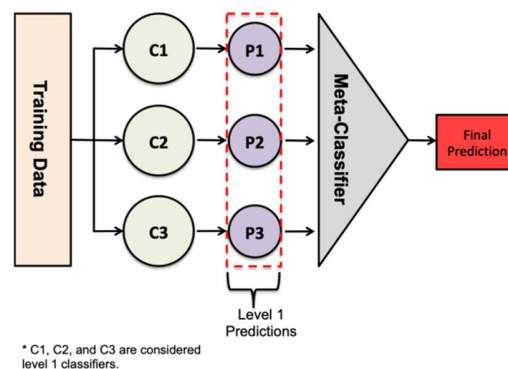 Training Data
C1
P1
C2
P2
C3
P3
Meta-Classifier
Final
Prediction
Level 1
Predictions
* C1, C2, and C3 are considered
level 1 classifiers.